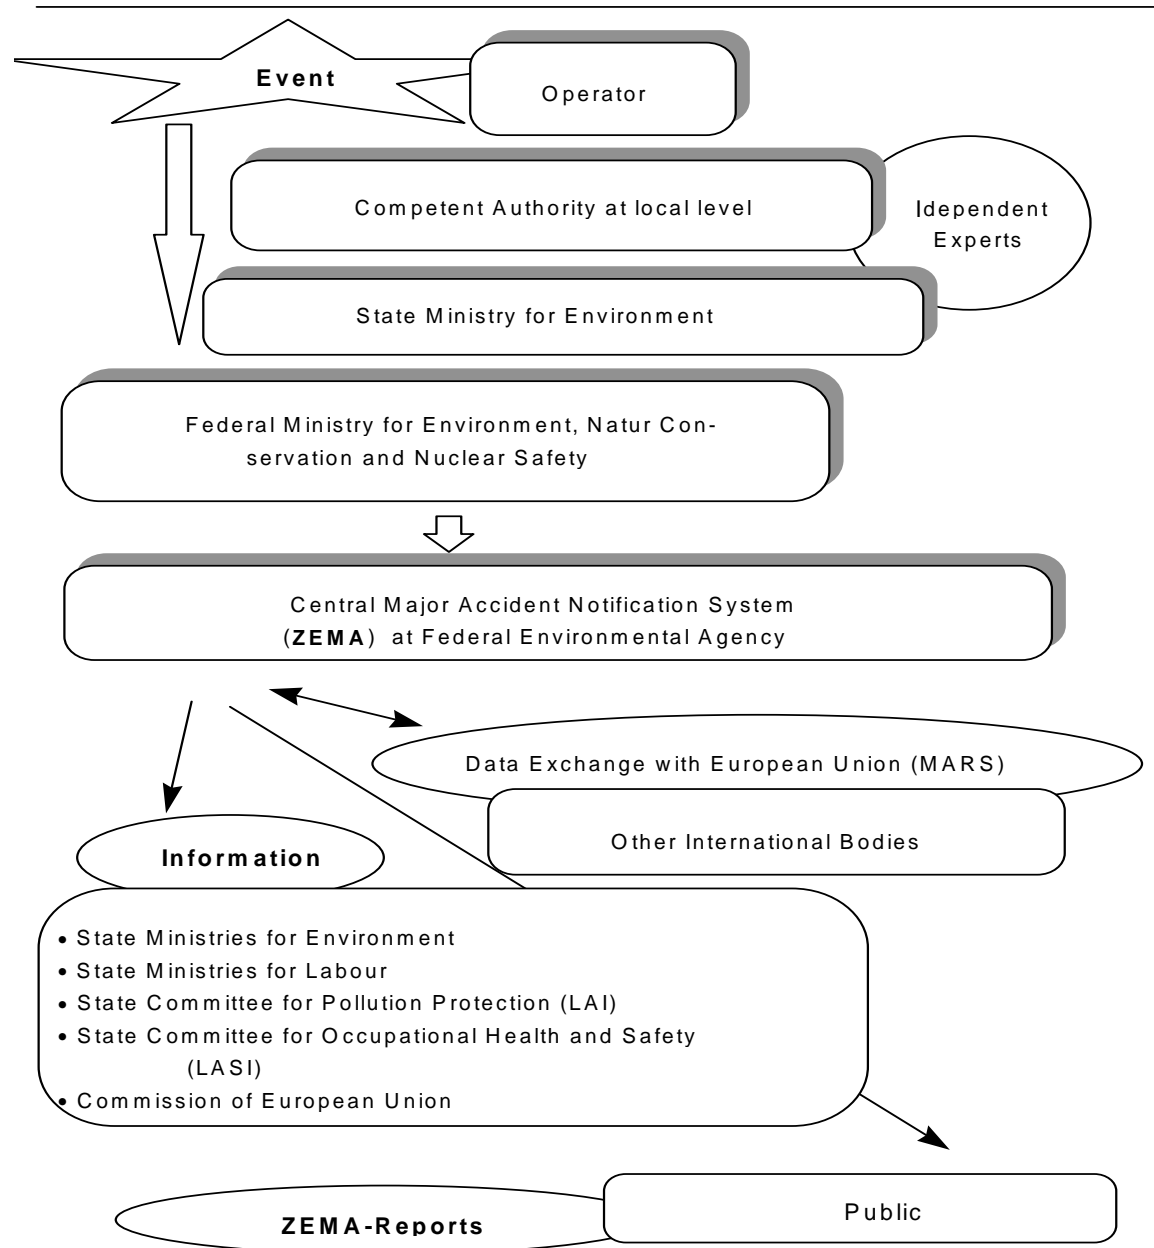 Event
Operator
Competent Authority at local level
Idependent
Experts
State Ministry for Environment
Federal Ministry for Environment, Natur Con-
servation and Nuclear Safety
Central Major Accident Notification System
(ZEMA) at Federal Environmental Agency
Data Exchange with European Union (MARS)
Other International Bodies
Information
• State Ministries for Environment
• State Ministries for Labour
• State Committee for Pollution Protection (LAI)
• State Committee for Occupational Health and Safety
(LASI)
• Commission of European Union
Public
ZEMA-Reports